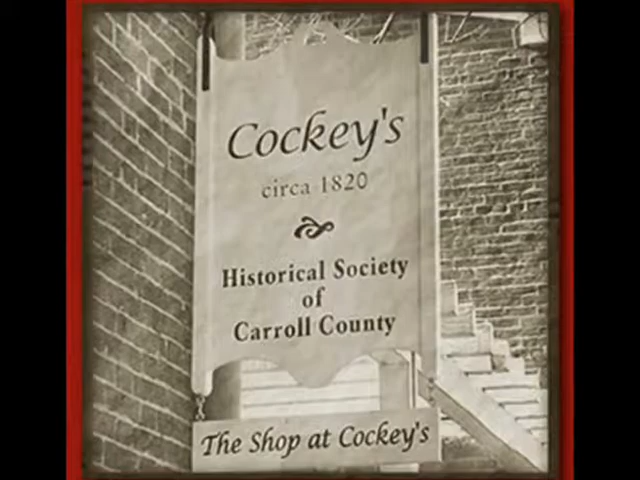 Cockey's
circa 1820
Historical Society
of
Carroll County
The Shop at Cockey's